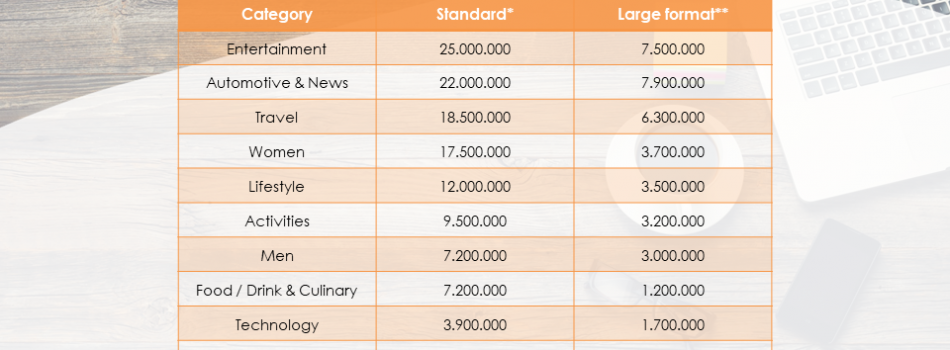 Category Standard* Large format**
Entertainment 25.000.000 7.500.000
Automotive & News 22.000.000 7.900.000
Travel 18.500.000 6.300.000
Women 17.500.000 3.700.000
Lifestyle 12.000.000 3.500.000
Activities 9.500.000 3.200.000
Men 7.200.000 3.000.000
Food / Drink & Culinary 7.200.000 1.200.000
Technology 3.900.000 1.700.000